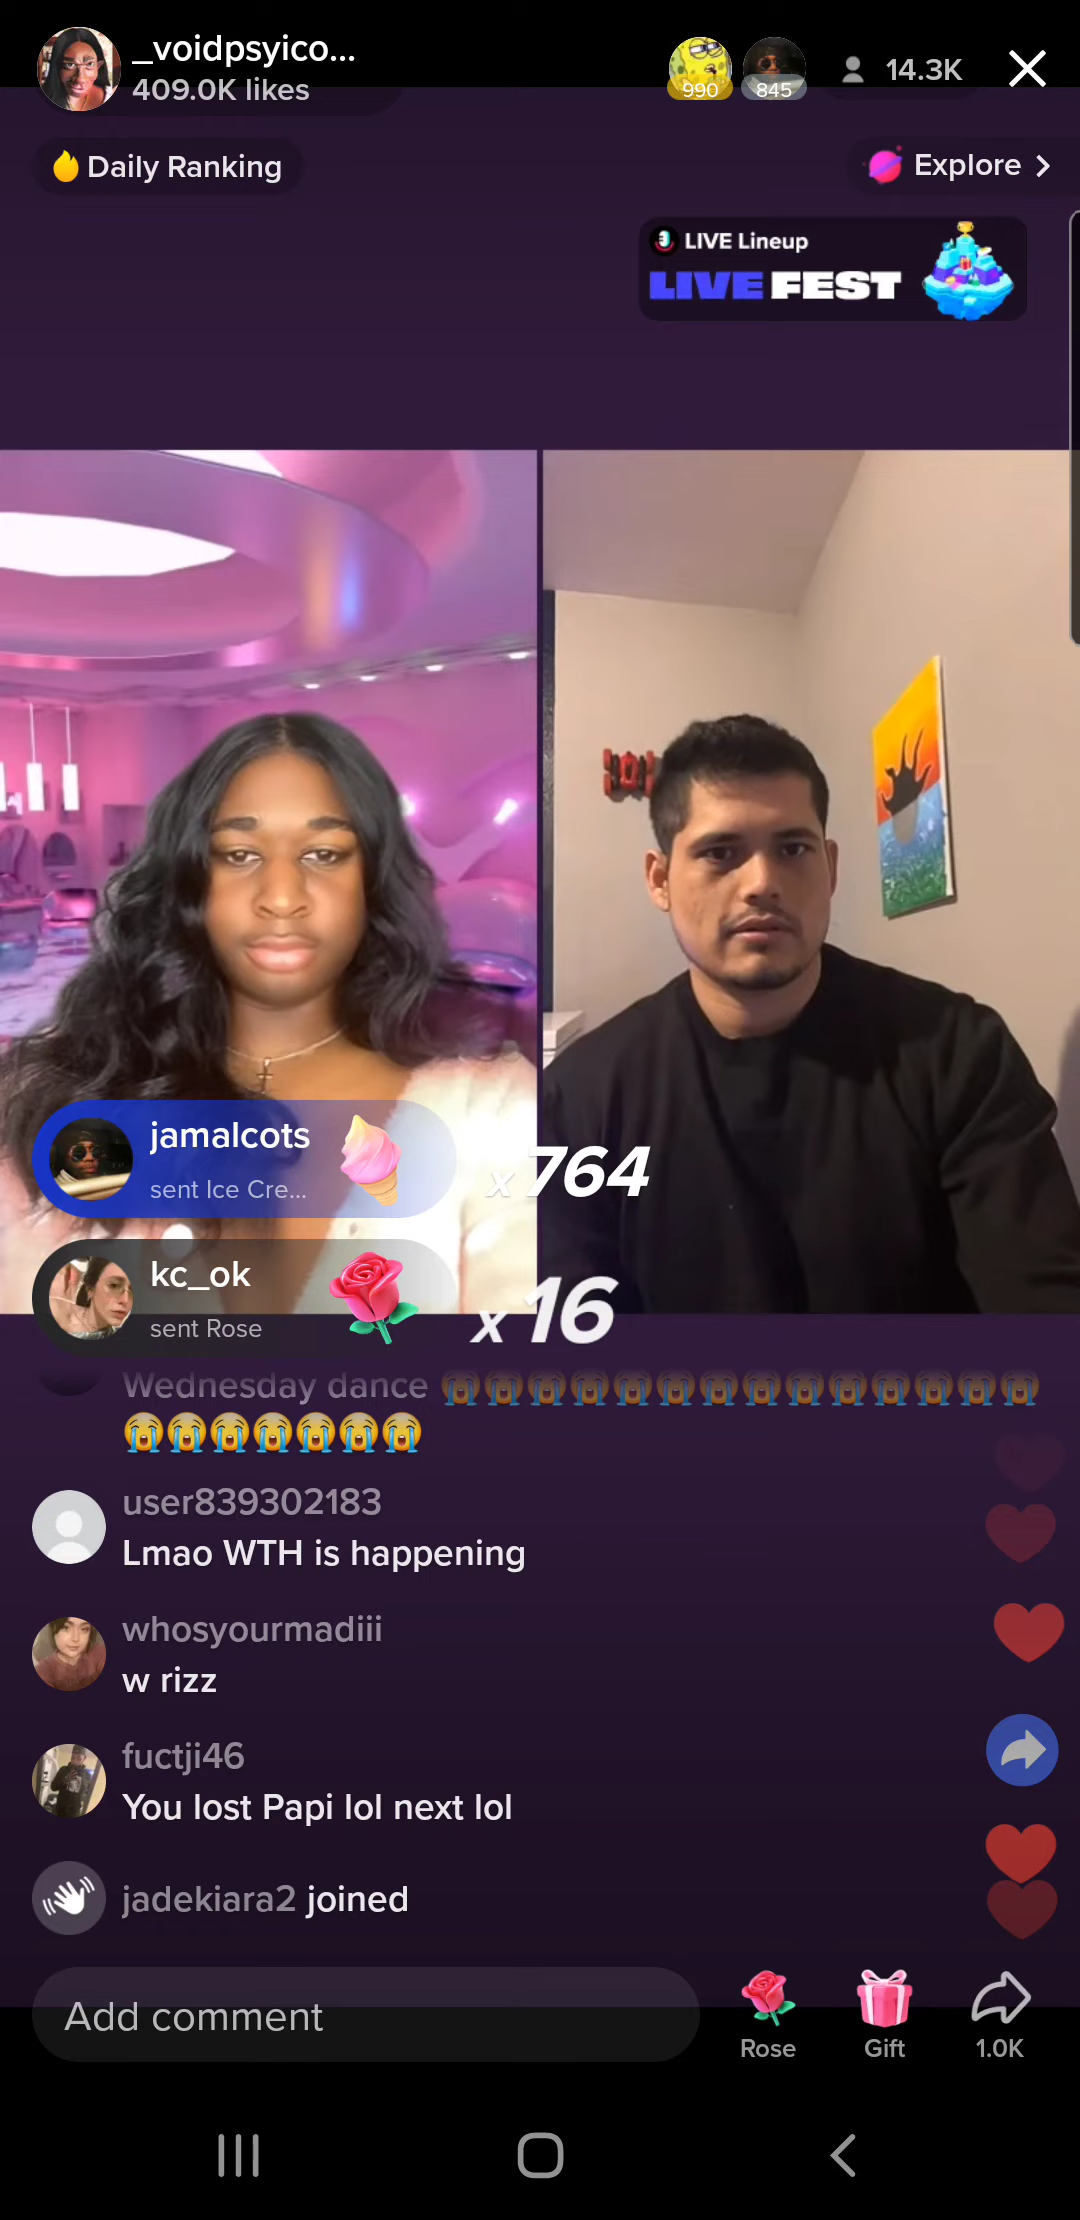 _voidpsyico...
409.0K likes
990
845
14.3K
Daily Ranking
Explore
LIVE Lineup
LIVE FEST
jamalcots
sent Ice Cre...
x 764
kc_ok
sent Rose
x 16
Wednesday dance 😭😭😭😭😭😭😭😭😭😭😭😭😭😭
😭😭😭😭😭😭😭
user839302183
Lmao WTH is happening
whosyourmadiii
w rizz
fuctji46
You lost Papi lol next lol
jadekiara2 joined
Add comment
Rose
Gift
1.0K